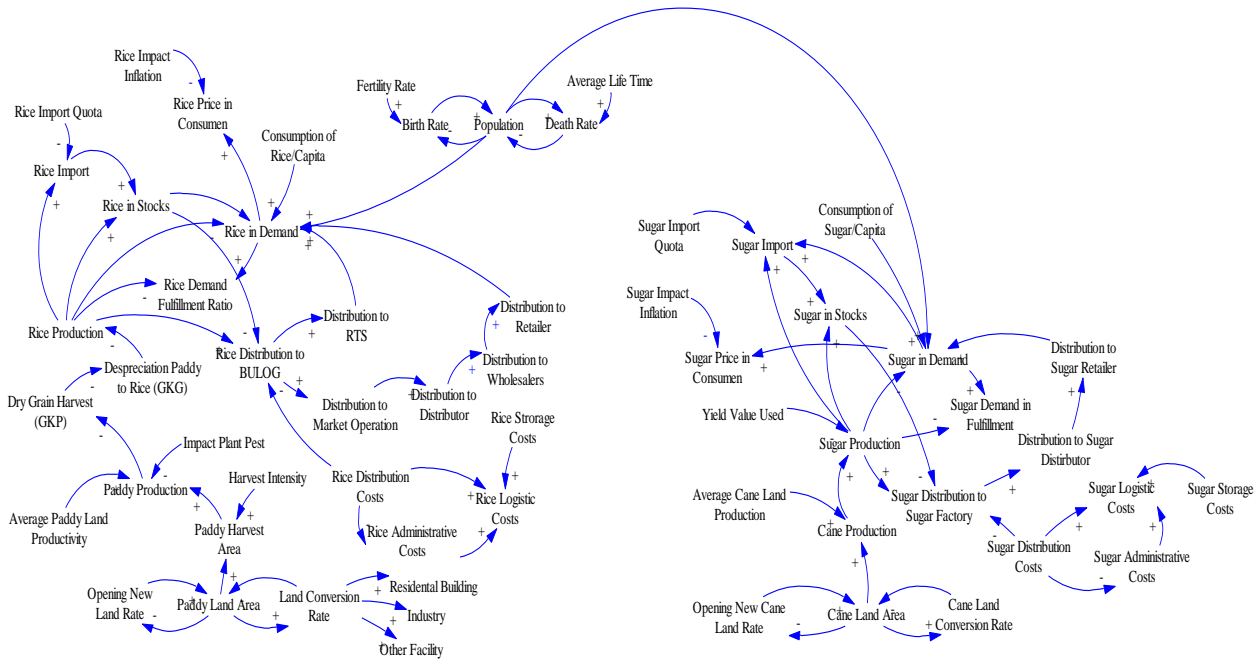 Rice Impact
Inflation
Rice Price in
Consumen
Rice Import Quota
Rice Import
Rice in Stocks
Consumption of
Rice/Capita
Rice in Demand
Fertility Rate
Birth Rate
Population
Death Rate
Average Life Time
Rice Demand
Fulfillment Ratio
Rice Production
Distribution to
RTS
Rice Distribution to
BULOG
Distribution to
Retailer
Distribution to
Wholesalers
Distribution to
Distributor
Distribution to
Market Operation
Despreciation Paddy
to Rice (GKG)
Dry Grain Harvest
(GKP)
Impact Plant Pest
Paddy Production
Average Paddy Land
Productivity
Harvest Intensity
Paddy Harvest
Area
Rice Distribution
Costs
Rice Strorage
Costs
Rice Logistic
Costs
Rice Administrative
Costs
Opening New
Land Rate
Paddy Land Area
Land Conversion
Rate
Residental Building
Industry
Other Facility
Sugar Import
Quota
Sugar Import
Consumption of
Sugar/Capita
Sugar Impact
Inflation
Sugar in Stocks
Sugar Price in
Consumen
Sugar in Demand
Distribution to
Sugar Retailer
Yield Value Used
Sugar Demand in
Fulfillment
Sugar Production
Distribution to Sugar
Distirbutor
Average Cane Land
Production
Cane Production
Sugar Distribution to
Sugar Factory
Sugar Logistic
Costs
Sugar Storage
Costs
Sugar Distribution
Costs
Sugar Administrative
Costs
Opening New Cane
Land Rate
Cane Land Area
Cane Land
Conversion Rate